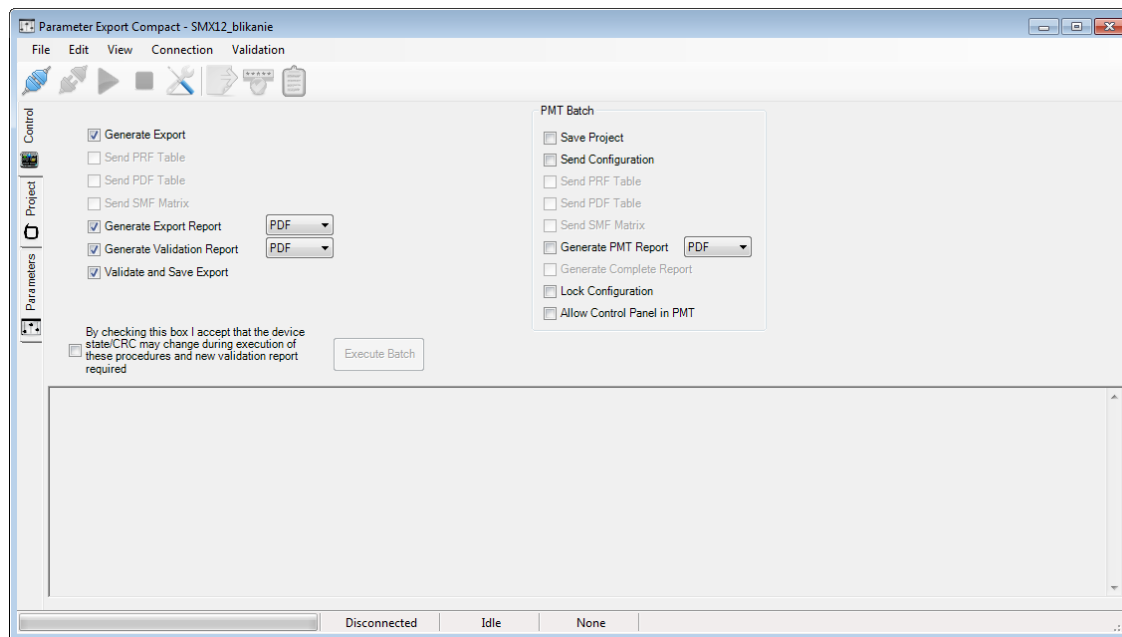 Parameter Export Compact - SMX12_blikanie
File Edit View Connection Validation
Control
Project
Parameters
Generate Export
Send PRF Table
Send PDF Table
Send SMF Matrix
Generate Export Report PDF
Generate Validation Report PDF
Validate and Save Export
By checking this box I accept that the device
state/CRC may change during execution of
these procedures and new validation report
required
Execute Batch
PMT Batch
Save Project
Send Configuration
Send PRF Table
Send PDF Table
Send SMF Matrix
Generate PMT Report PDF
Generate Complete Report
Lock Configuration
Allow Control Panel in PMT
Disconnected Idle None